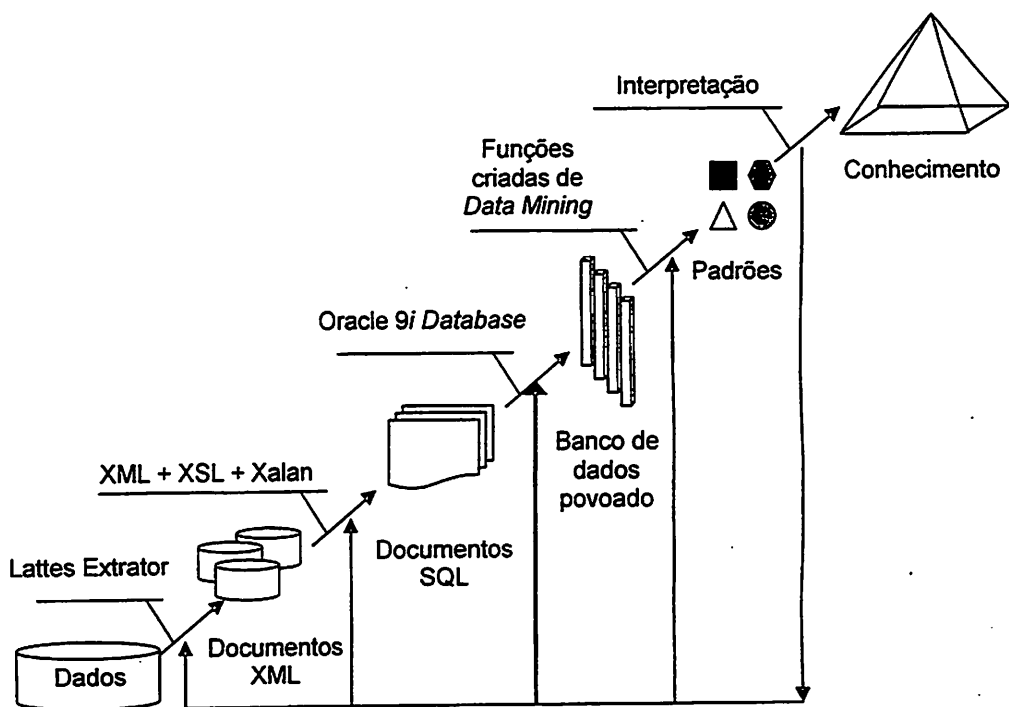 Interpretação
Conhecimento
Funções
criadas de
Data Mining
Padrões
Oracle 9i Database
Banco de
dados
povoado
XML + XSL + Xalan
Documentos
SQL
Lattes Extrator
Documentos
XML
Dados